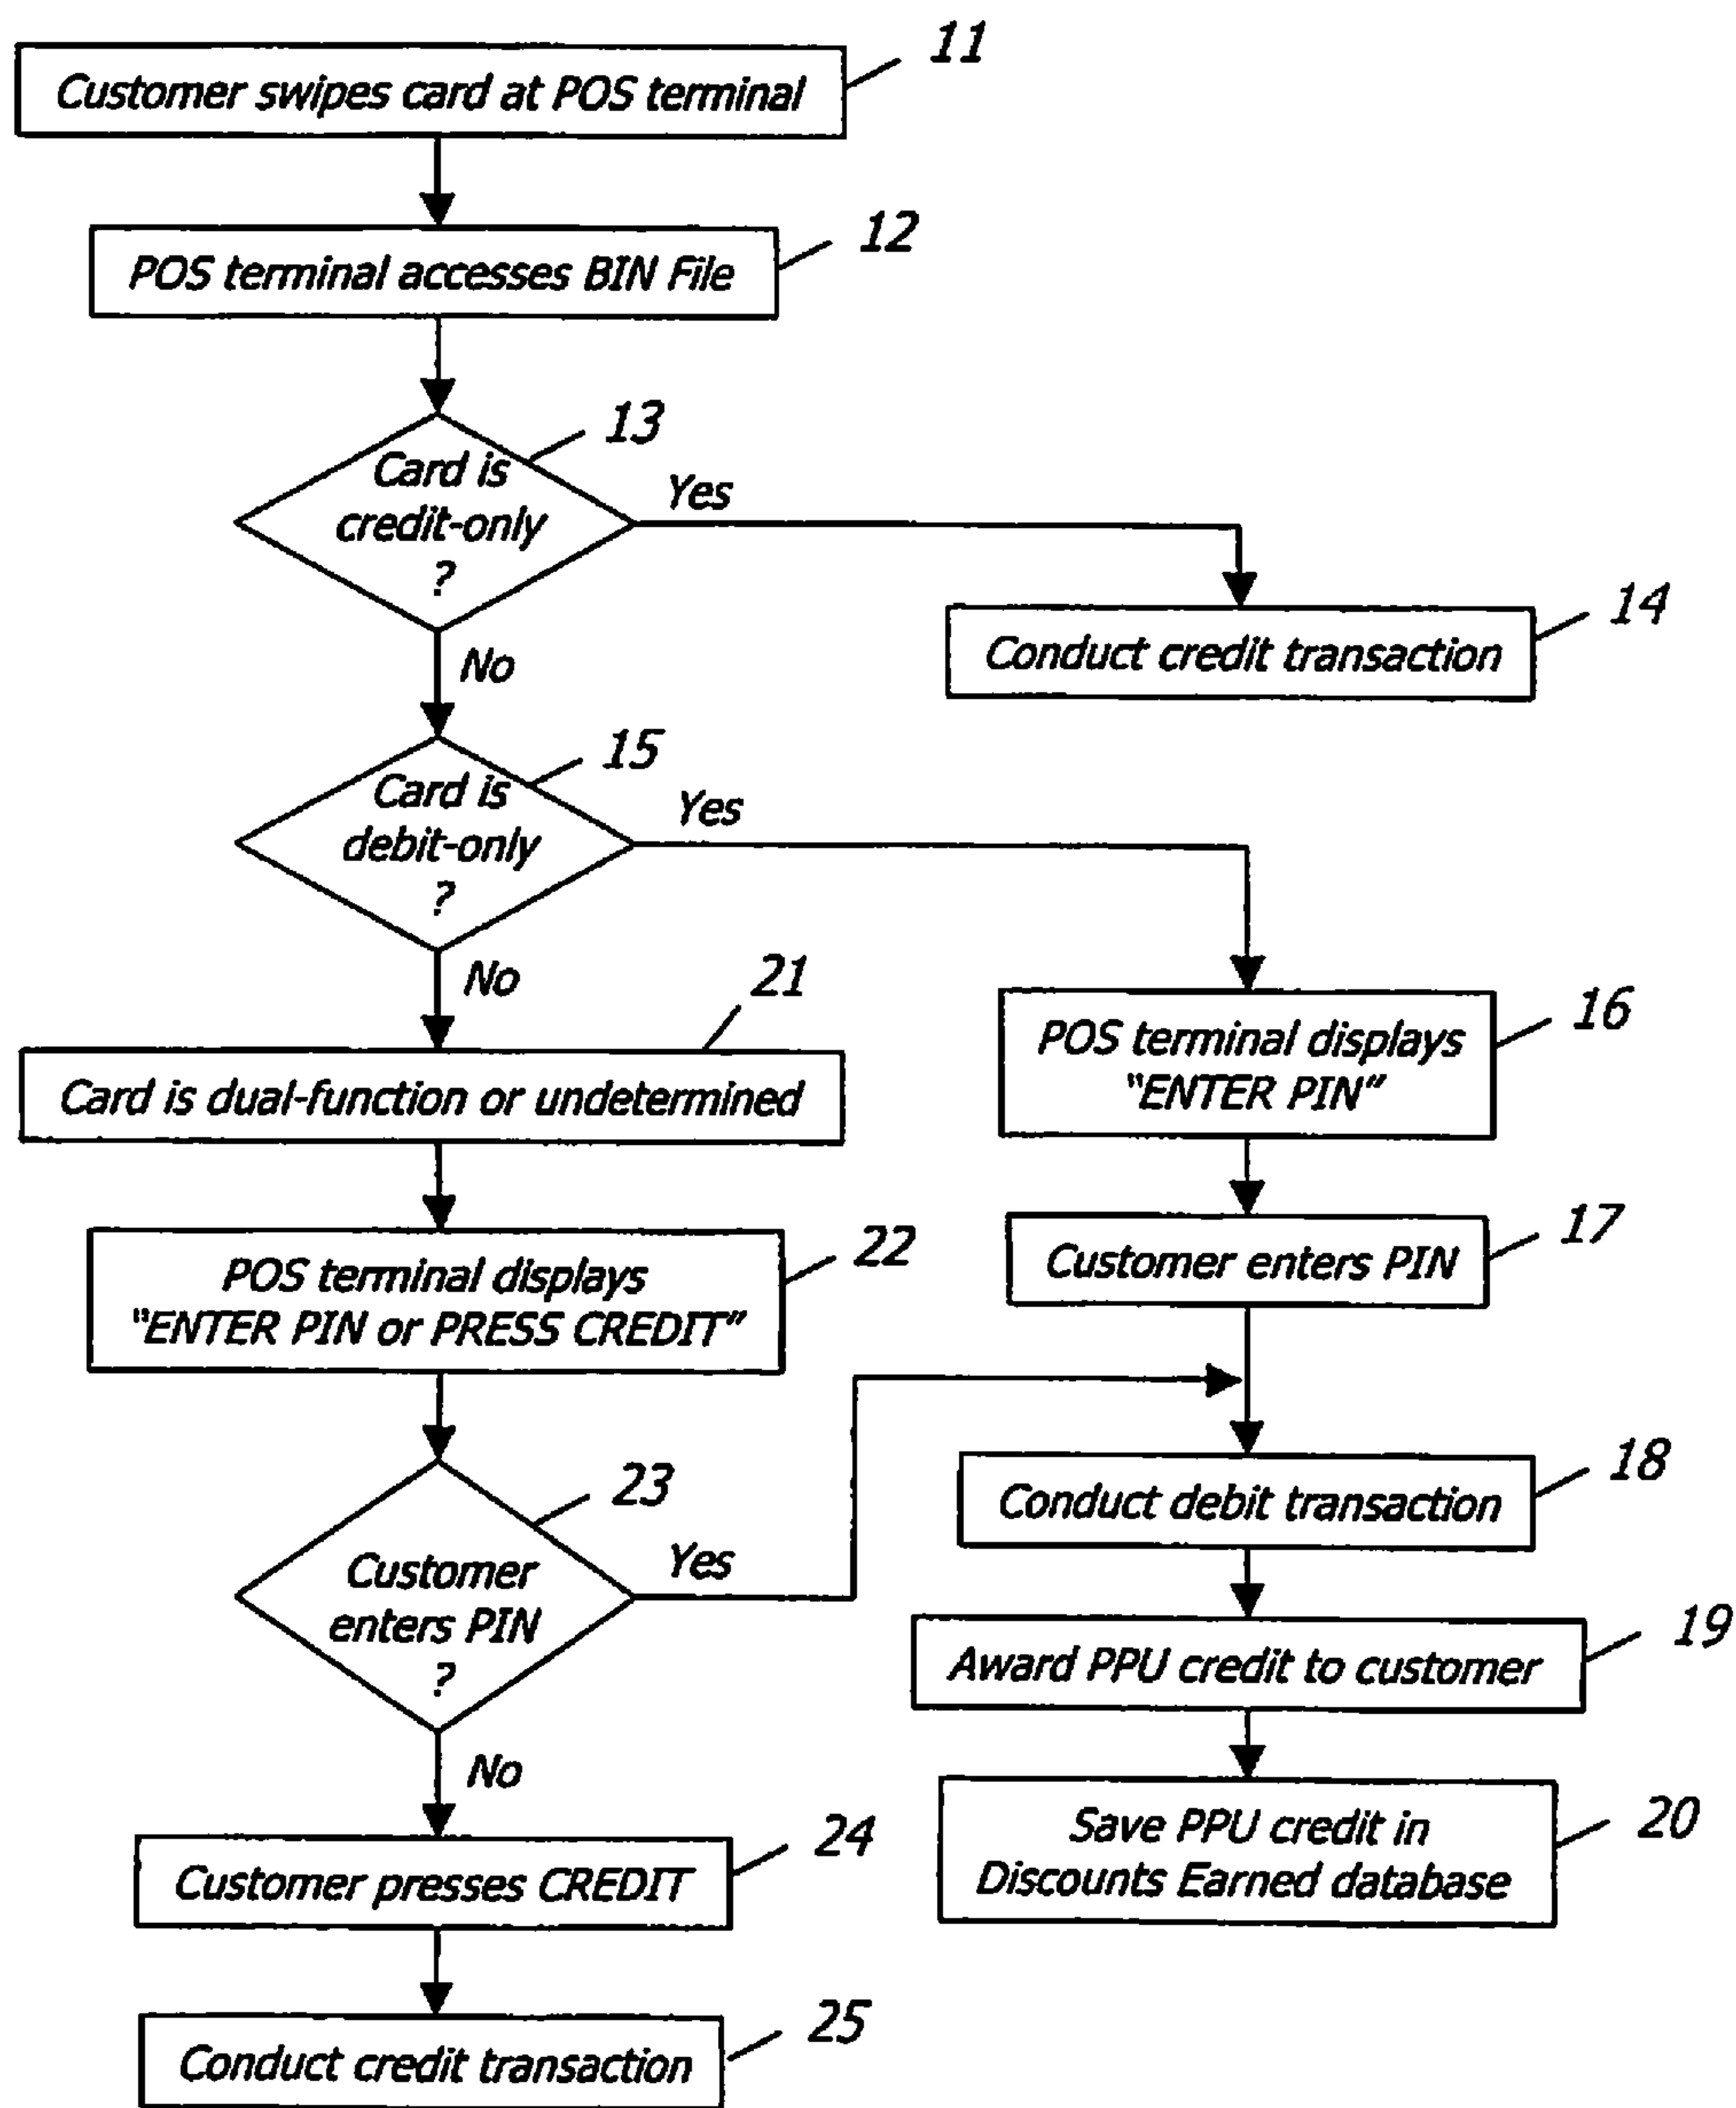 11
Customer swipes card at POS terminal
12
POS terminal accesses BIN File
13
Card is
credit-only
?
Yes
14
Conduct credit transaction
No
15
Card is
debit-only
?
Yes
No
21
Card is dual-function or undetermined
16
POS terminal displays
“ENTER PIN”
22
POS terminal displays
“ENTER PIN or PRESS CREDIT”
17
Customer enters PIN
23
Customer
enters PIN
?
Yes
18
Conduct debit transaction
19
Award PPU credit to customer
No
24
Customer presses CREDIT
20
Save PPU credit in
Discounts Earned database
25
Conduct credit transaction